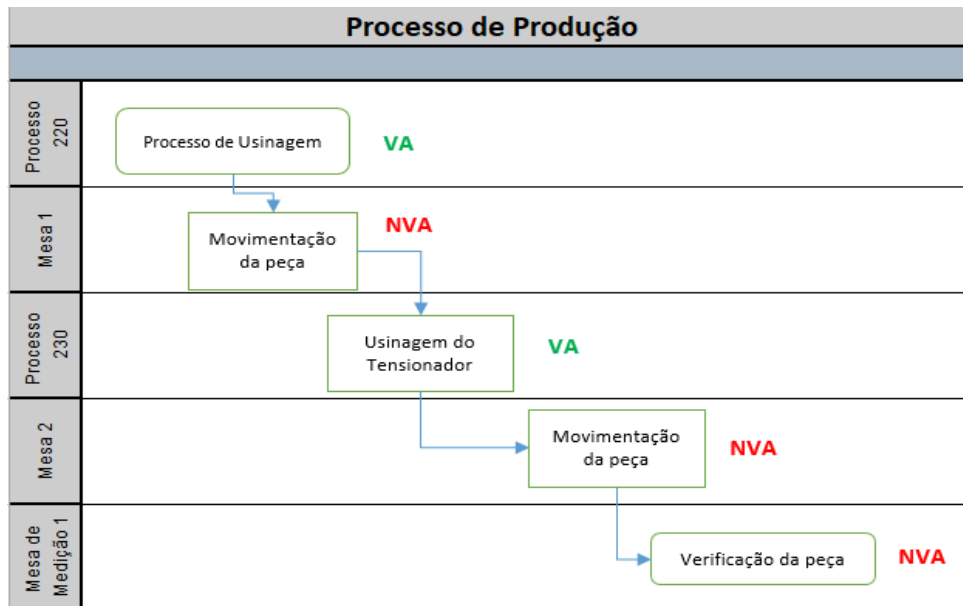 Processo de Produção
Processo
220
Processo de Usinagem
VA
Mesa 1
Movimentação
da peça
NVA
Processo
230
Usinagem do
Tensionador
VA
Mesa 2
Movimentação
da peça
NVA
Mesa de
Medição 1
Verificação da peça
NVA